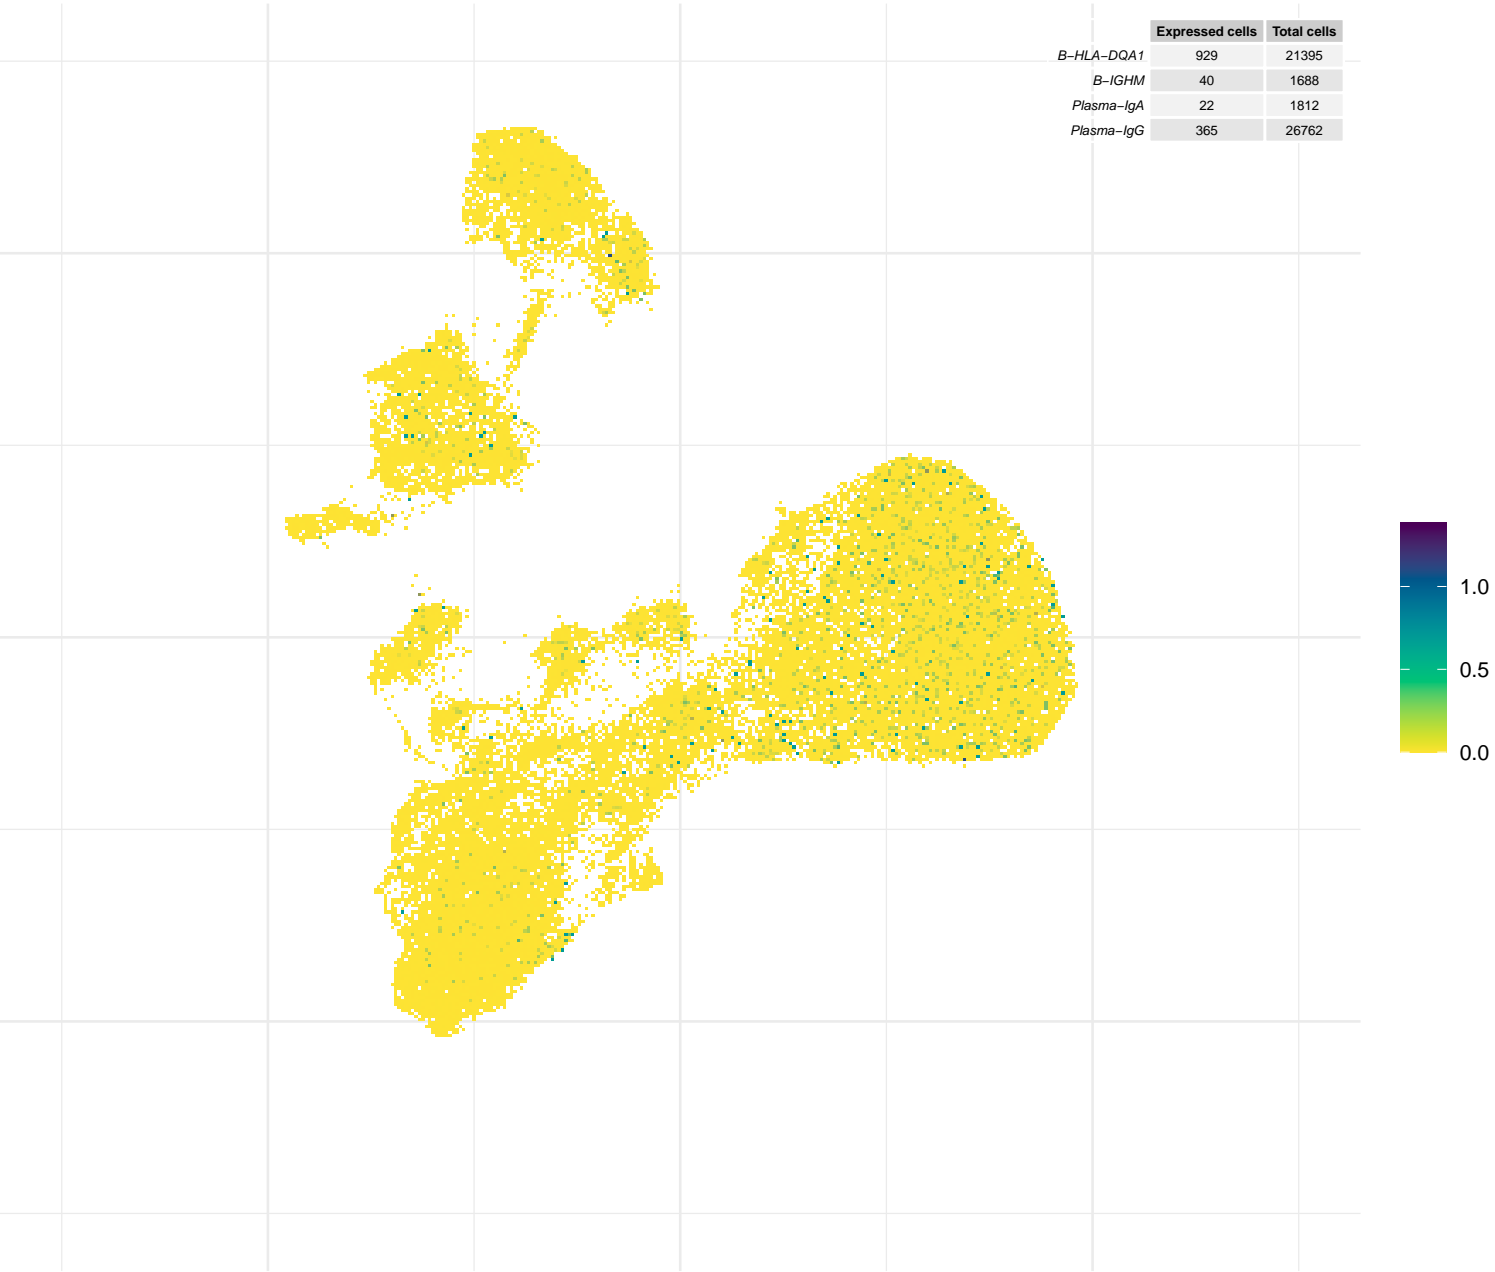 Expressed cells Total cells
B−HLA−DQA1 929 21395
B−IGHM 40 1688
Plasma−IgA 22 1812
Plasma−IgG 365 26762
1.0
0.5
0.0